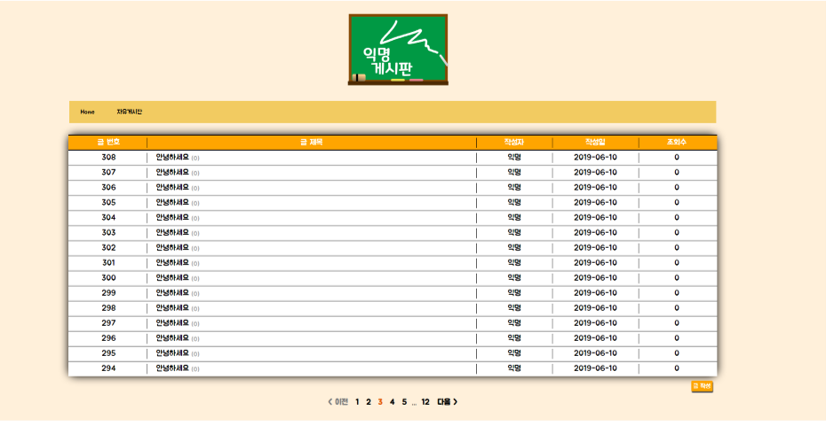 익명
게시판
Home 자유게시판
글 번호 글 제목 작성자 작성일 조회수
308 안녕하세요 (0) 익명 2019-06-10 0
307 안녕하세요 (0) 익명 2019-06-10 0
306 안녕하세요 (0) 익명 2019-06-10 0
305 안녕하세요 (0) 익명 2019-06-10 0
304 안녕하세요 (0) 익명 2019-06-10 0
303 안녕하세요 (0) 익명 2019-06-10 0
302 안녕하세요 (0) 익명 2019-06-10 0
301 안녕하세요 (0) 익명 2019-06-10 0
300 안녕하세요 (0) 익명 2019-06-10 0
299 안녕하세요 (0) 익명 2019-06-10 0
298 안녕하세요 (0) 익명 2019-06-10 0
297 안녕하세요 (0) 익명 2019-06-10 0
296 안녕하세요 (0) 익명 2019-06-10 0
295 안녕하세요 (0) 익명 2019-06-10 0
294 안녕하세요 (0) 익명 2019-06-10 0
글 작성
< 이전 1 2 3 4 5 ... 12 다음 >